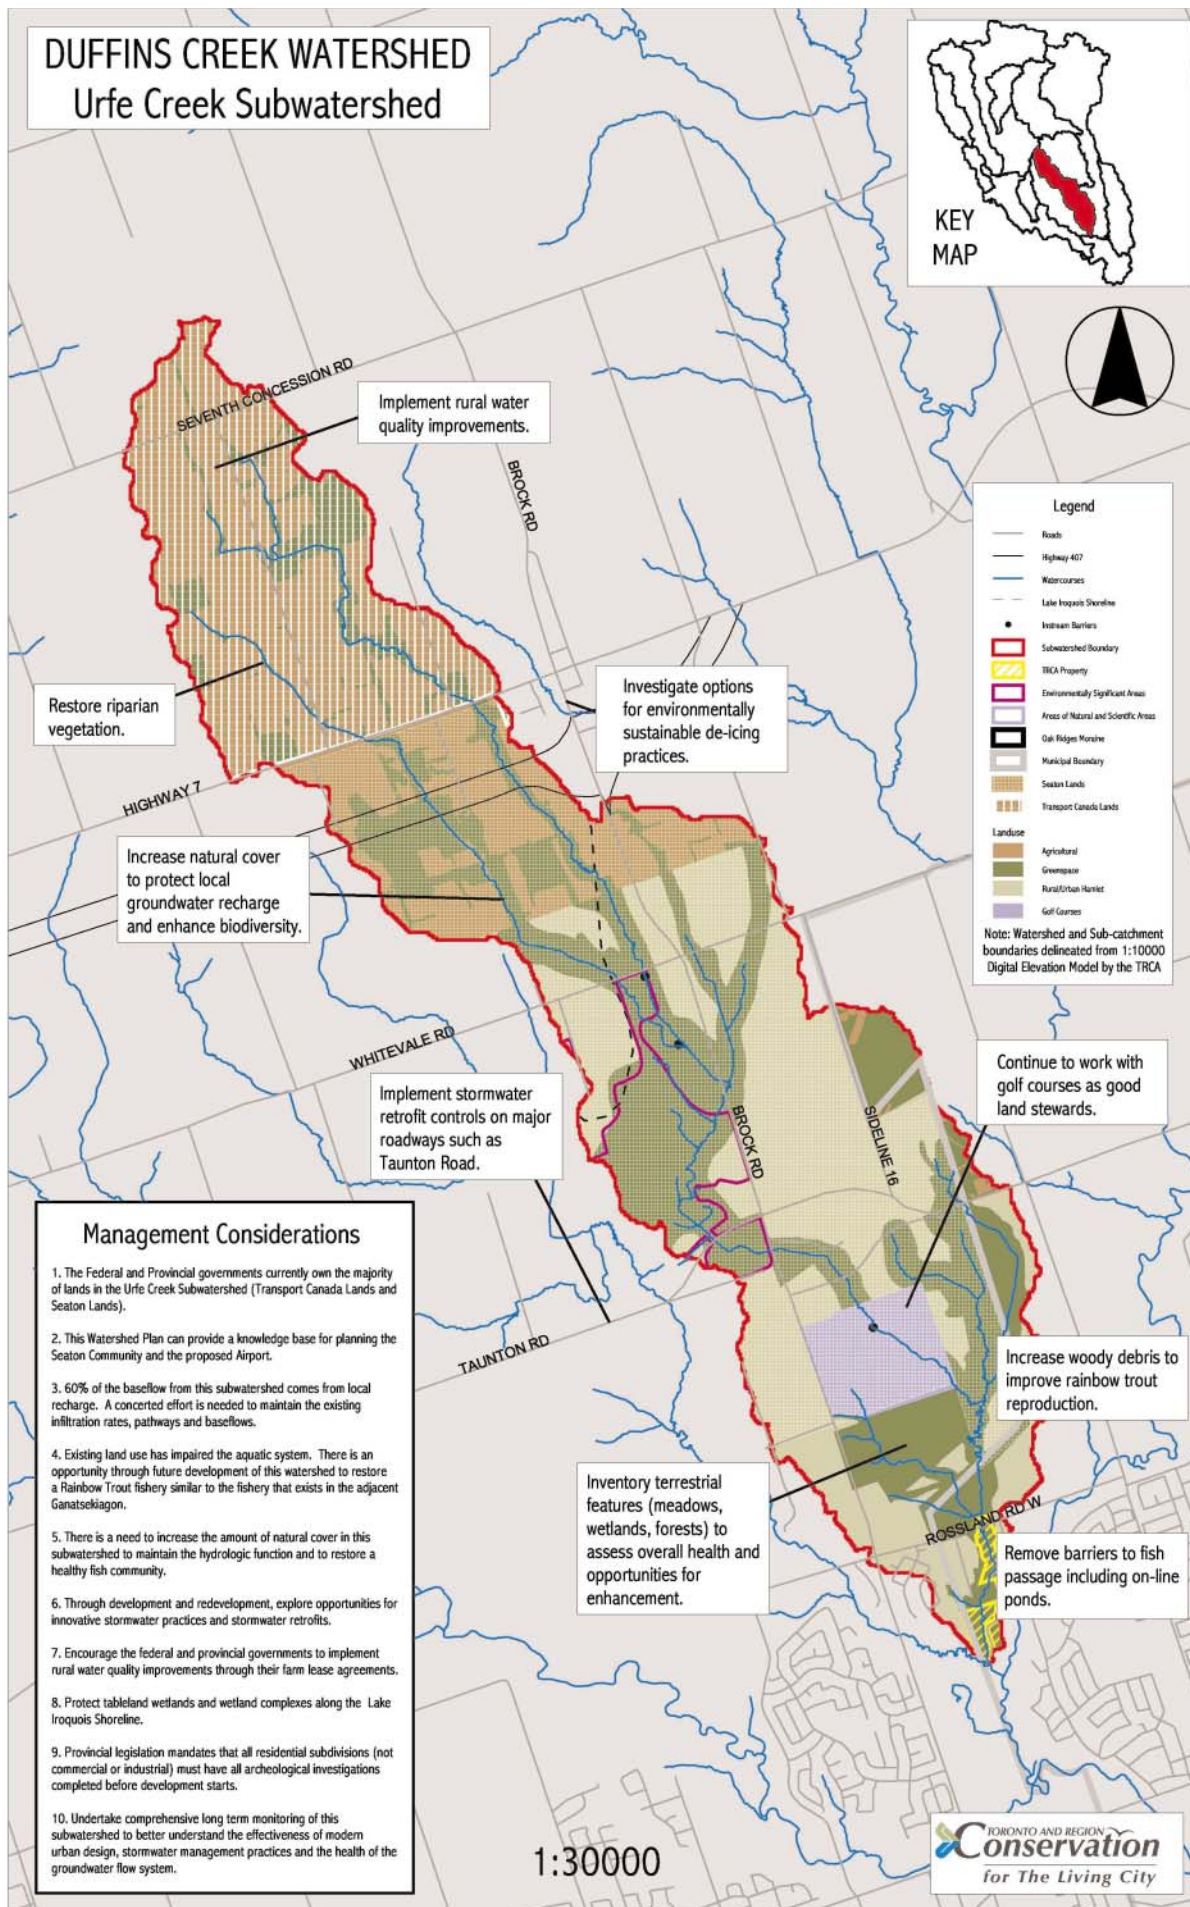 DUFFINS CREEK WATERSHED
Urfe Creek Subwatershed
KEY
MAP
SEVENTH CONCESSION RD
Implement rural water
quality improvements.
BROCK RD
Legend
Roads
Highway 407
Watercourses
Lake Iroquois Shoreline
Instream Barriers
Subwatershed Boundary
TRCA Property
Environmentally Significant Areas
Areas of Natural and Scientific Areas
Oak Ridges Moraine
Municipal Boundary
Seaton Lands
Transport Canada Lands
Landuse
Agricultural
Greenspace
Rural/Urban Hamlet
Golf Courses
Note: Watershed and Sub-catchment
boundaries delineated from 1:10000
Digital Elevation Model by the TRCA
Restore riparian
vegetation.
Investigate options
for environmentally
sustainable de-icing
practices.
HIGHWAY 7
Increase natural cover
to protect local
groundwater recharge
and enhance biodiversity.
WHITEVALE RD
Implement stormwater
retrofit controls on major
roadways such as
Taunton Road.
BROCK RD
SIDELINE 16
Continue to work with
golf courses as good
land stewards.
TAUNTON RD
Increase woody debris to
improve rainbow trout
reproduction.
Inventory terrestrial
features (meadows,
wetlands, forests) to
assess overall health and
opportunities for
enhancement.
ROSSLAND RD W
Remove barriers to fish
passage including on-line
ponds.
Management Considerations
1. The Federal and Provincial governments currently own the majority
of lands in the Urfe Creek Subwatershed (Transport Canada Lands and
Seaton Lands).
2. This Watershed Plan can provide a knowledge base for planning the
Seaton Community and the proposed Airport.
3. 60% of the baseflow from this subwatershed comes from local
recharge. A concerted effort is needed to maintain the existing
infiltration rates, pathways and baseflows.
4. Existing land use has impaired the aquatic system. There is an
opportunity through future development of this watershed to restore
a Rainbow Trout fishery similar to the fishery that exists in the adjacent
Ganatsekiagon.
5. There is a need to increase the amount of natural cover in this
subwatershed to maintain the hydrologic function and to restore a
healthy fish community.
6. Through development and redevelopment, explore opportunities for
innovative stormwater practices and stormwater retrofits.
7. Encourage the federal and provincial governments to implement
rural water quality improvements through their farm lease agreements.
8. Protect tableland wetlands and wetland complexes along the Lake
Iroquois Shoreline.
9. Provincial legislation mandates that all residential subdivisions (not
commercial or industrial) must have all archeological investigations
completed before development starts.
10. Undertake comprehensive long term monitoring of this
subwatershed to better understand the effectiveness of modern
urban design, stormwater management practices and the health of the
groundwater flow system.
1:30000
TORONTO AND REGION
Conservation
for The Living City